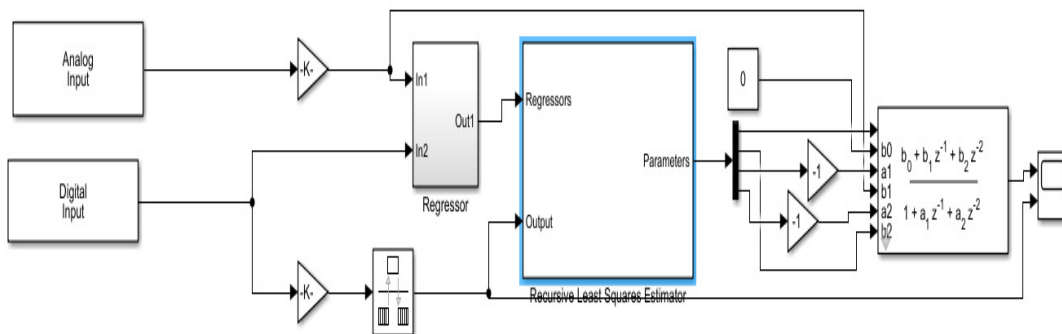 Analog
Input
-K-
In1
In2
Out1
Regressor
Digital
Input
-K-
Regressors
Output
Parameters
Recursive Least Squares Estimator
0
-1
-1
b0
a1
b1
a2
b2
b₀ + b₁ z⁻¹ + b₂ z⁻²
1 + a₁ z⁻¹ + a₂ z⁻²